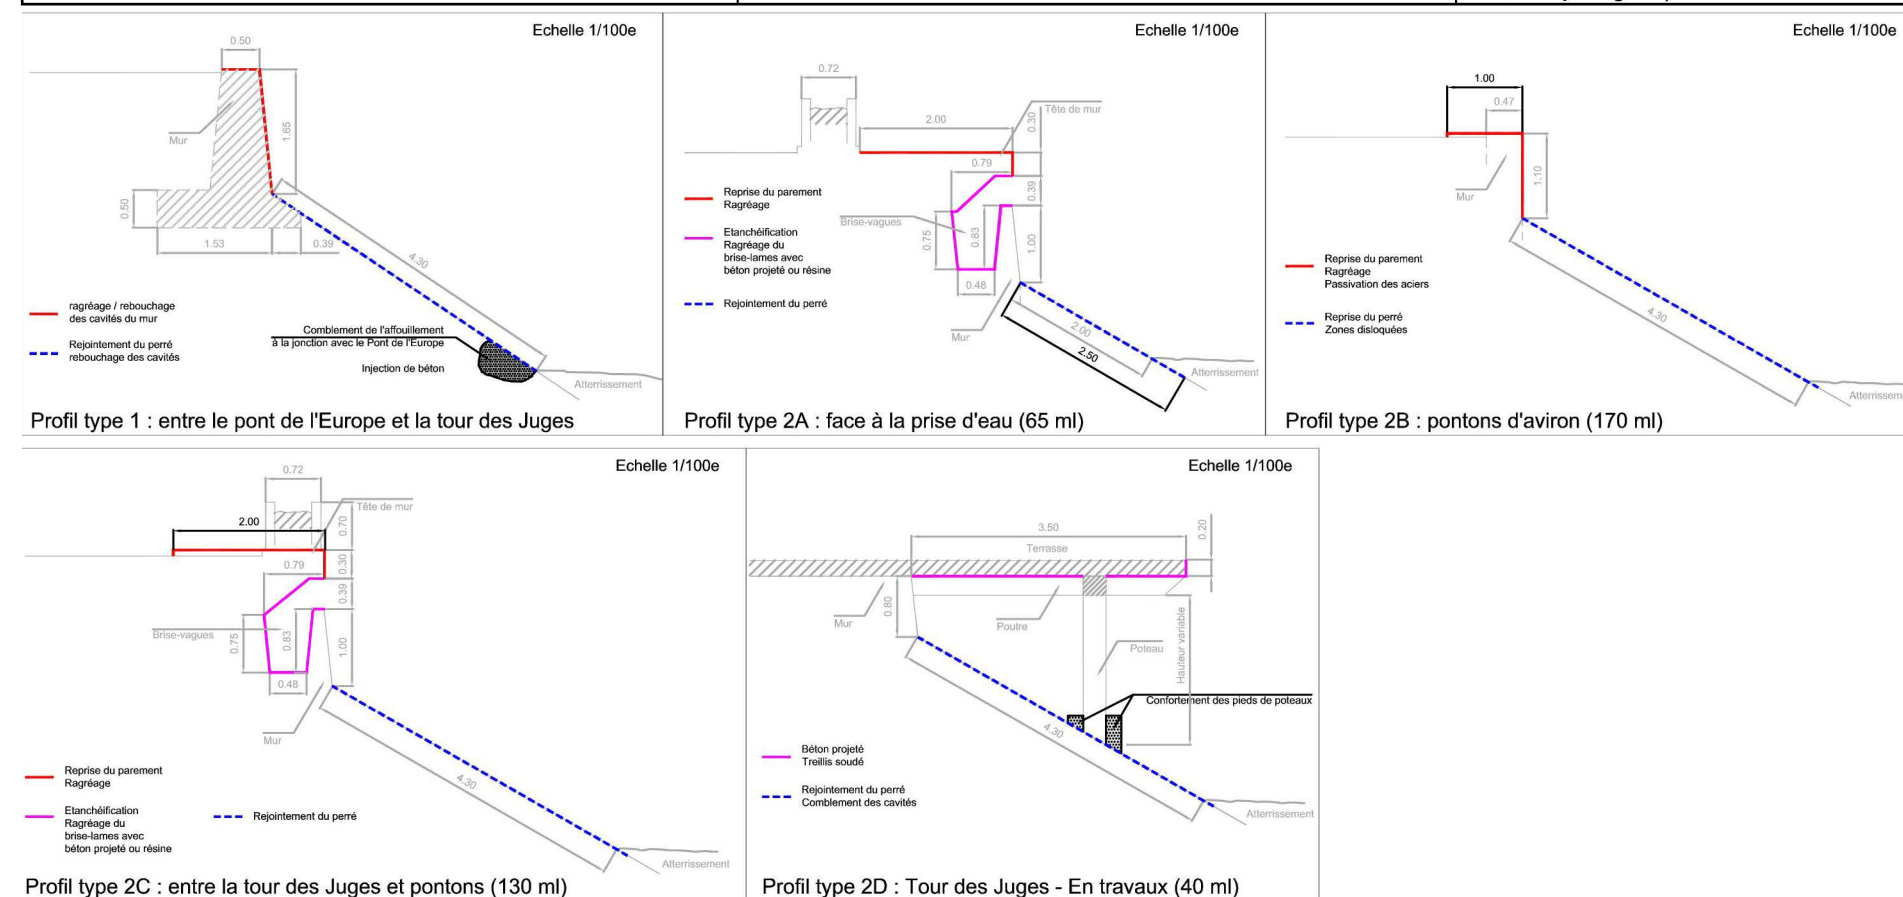 Echelle 1/100e
0.50
1.65
Mur
0.50
1.53
0.39
4.30
ragréage / rebouchage
des cavités du mur
Rejointement du perré
rebouchage des cavités
Comblement de l'affouillement
à la jonction avec le Pont de l'Europe
Injection de béton
Atterrissement
Profil type 1 : entre le pont de l'Europe et la tour des Juges
Echelle 1/100e
0.72
2.00
Tête de mur
0.30
0.79
0.39
Reprise du parement
Ragréage
Brise-vagues
0.75
0.83
1.00
Etanchéification
Ragréage du
brise-lames avec
béton projeté ou résine
0.48
Rejointement du perré
Mur
2.00
2.50
Atterrissement
Profil type 2A : face à la prise d'eau (65 ml)
Echelle 1/100e
1.00
0.47
1.10
Mur
Reprise du parement
Ragréage
Passivation des aciers
Reprise du perré
Zones disloquées
4.30
Atterrissem
Profil type 2B : pontons d'aviron (170 ml)
Echelle 1/100e
0.72
Tête de mur
2.00
0.70
0.79
0.30
0.39
Brise-vagues
0.75
0.83
1.00
0.48
Mur
Reprise du parement
Ragréage
4.30
Etanchéification
Ragréage du
brise-lames avec
béton projeté ou résine
Rejointement du perré
Atterrissement
Profil type 2C : entre la tour des Juges et pontons (130 ml)
Echelle 1/100e
3.50
0.20
Terrasse
0.80
Mur
Poutre
Poteau
Hauteur variable
Confortement des pieds de poteaux
4.30
Béton projeté
Treillis soudé
Rejointement du perré
Comblement des cavités
Atterrissement
Profil type 2D : Tour des Juges - En travaux (40 ml)